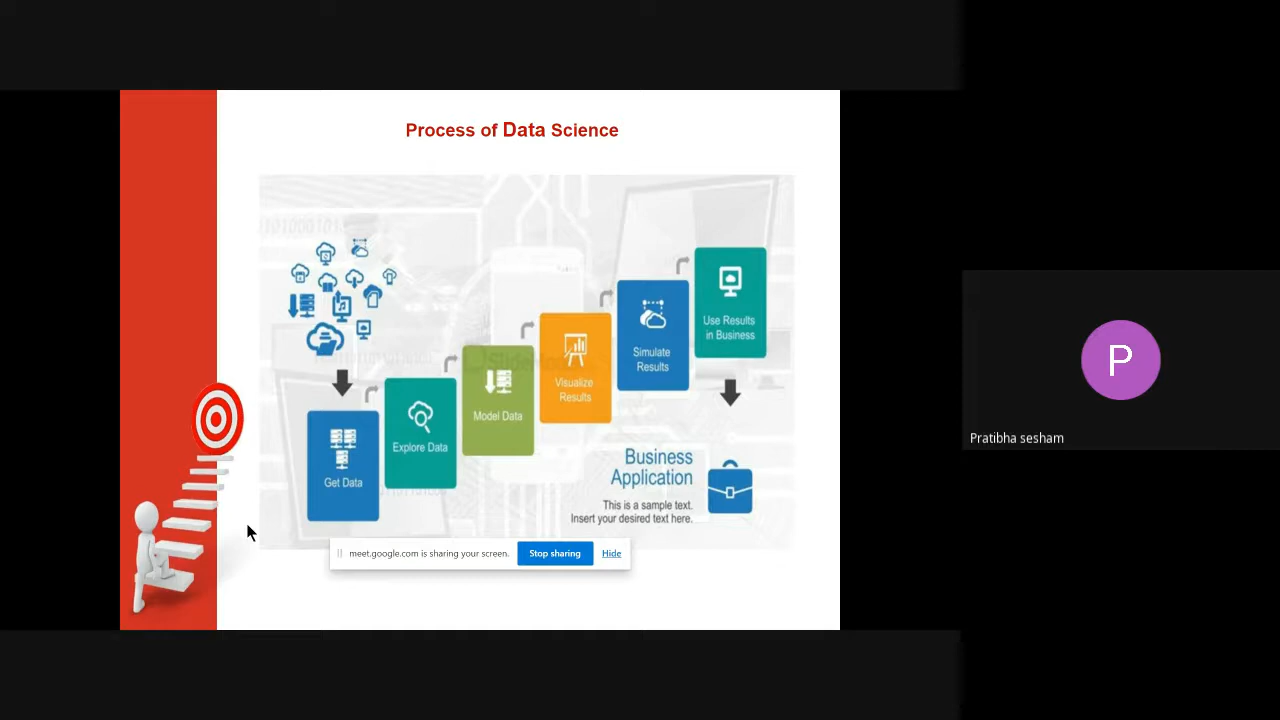 Process of Data Science
Get Data
Explore Data
Model Data
Visualize
Results
Simulate
Results
Use Results
in Business
Business
Application
This is a sample text.
Insert your desired text here.
meet.google.com is sharing your screen.
Stop sharing
Hide
P
Pratibha sesham